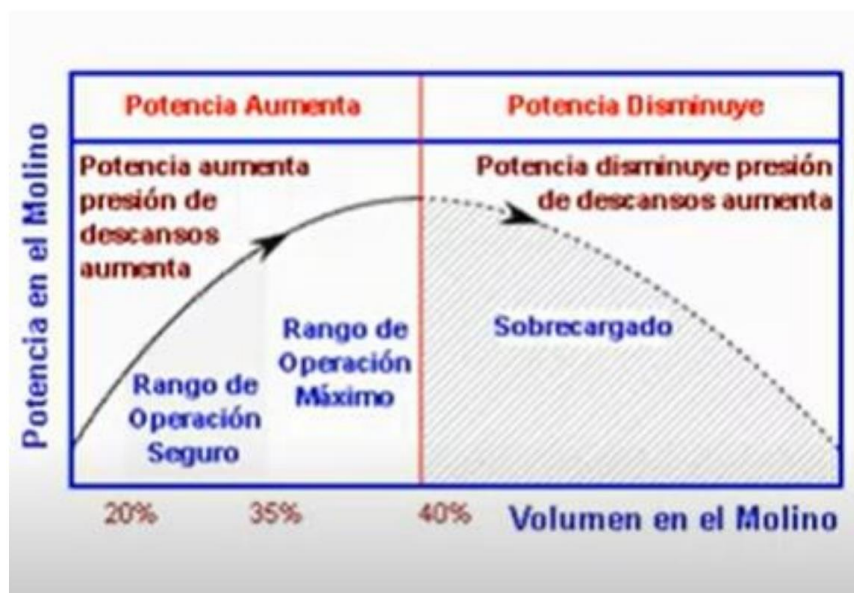 Potencia Aumenta
Potencia Disminuye
Potencia aumenta
presión de
descansos
aumenta
Potencia disminuye presión
de descansos aumenta
Rango de
Operación
Seguro
Rango de
Operación
Máximo
Sobrecargado
Potencia en el Molino
20%
35%
40%
Volumen en el Molino